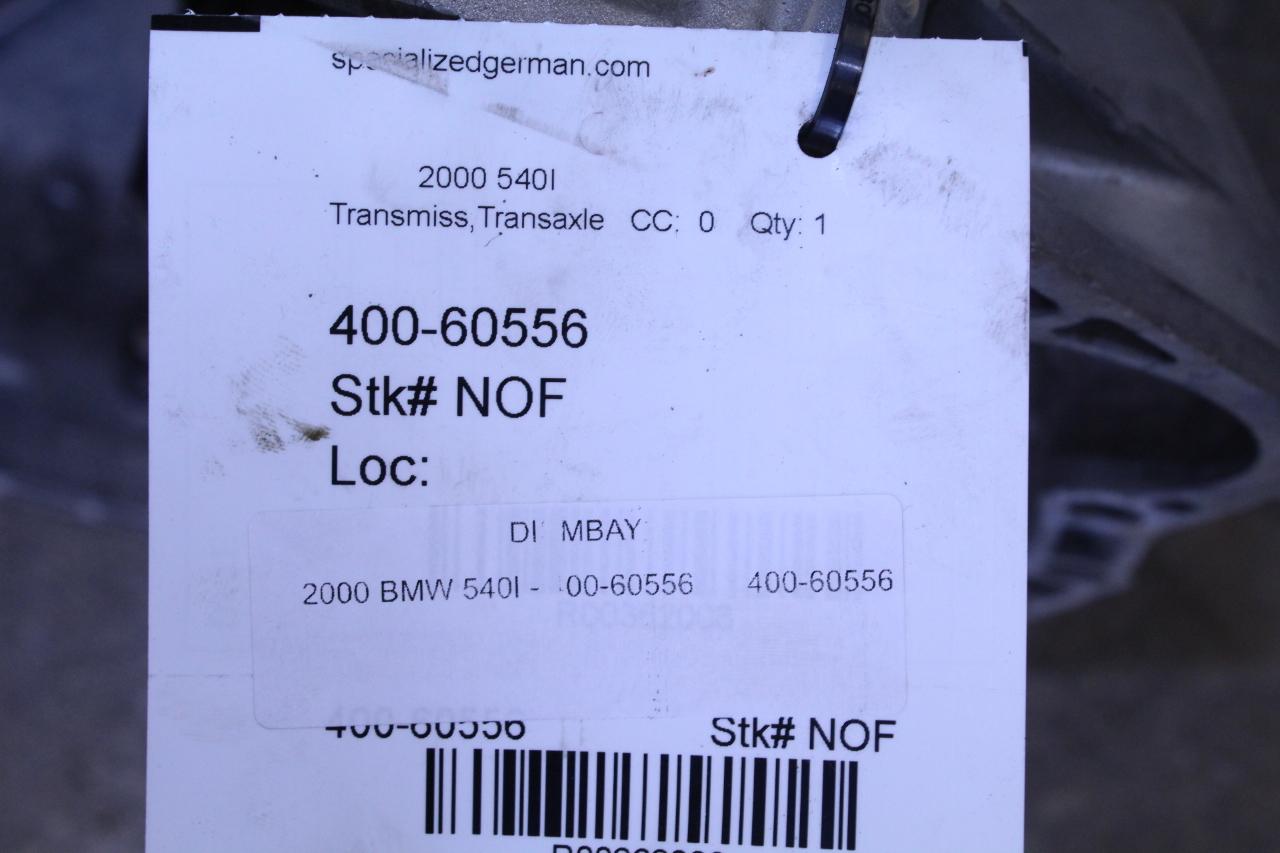 specializedgerman.com
2000 540I
Transmiss,Transaxle CC: 0 Qty: 1
400-60556
Stk# NOF
Loc:
MBAY
2000 BMW 540I - 00-60556 400-60556
400-60556 Stk# NOF